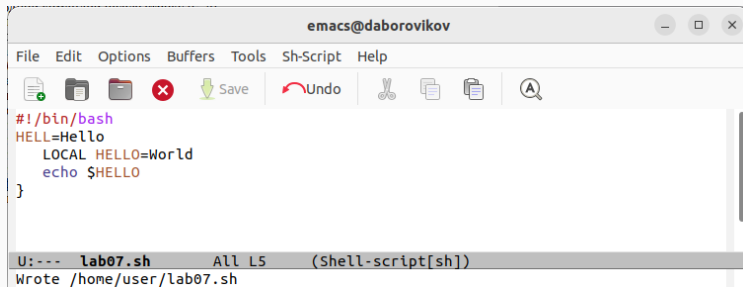 emacs@daborovikov
File Edit Options Buffers Tools Sh-Script Help
Save Undo
#!/bin/bash
HELL=Hello
LOCAL HELLO=World
echo $HELLO
}
U:--- lab07.sh All L5 (Shell-script[sh])
Wrote /home/user/lab07.sh